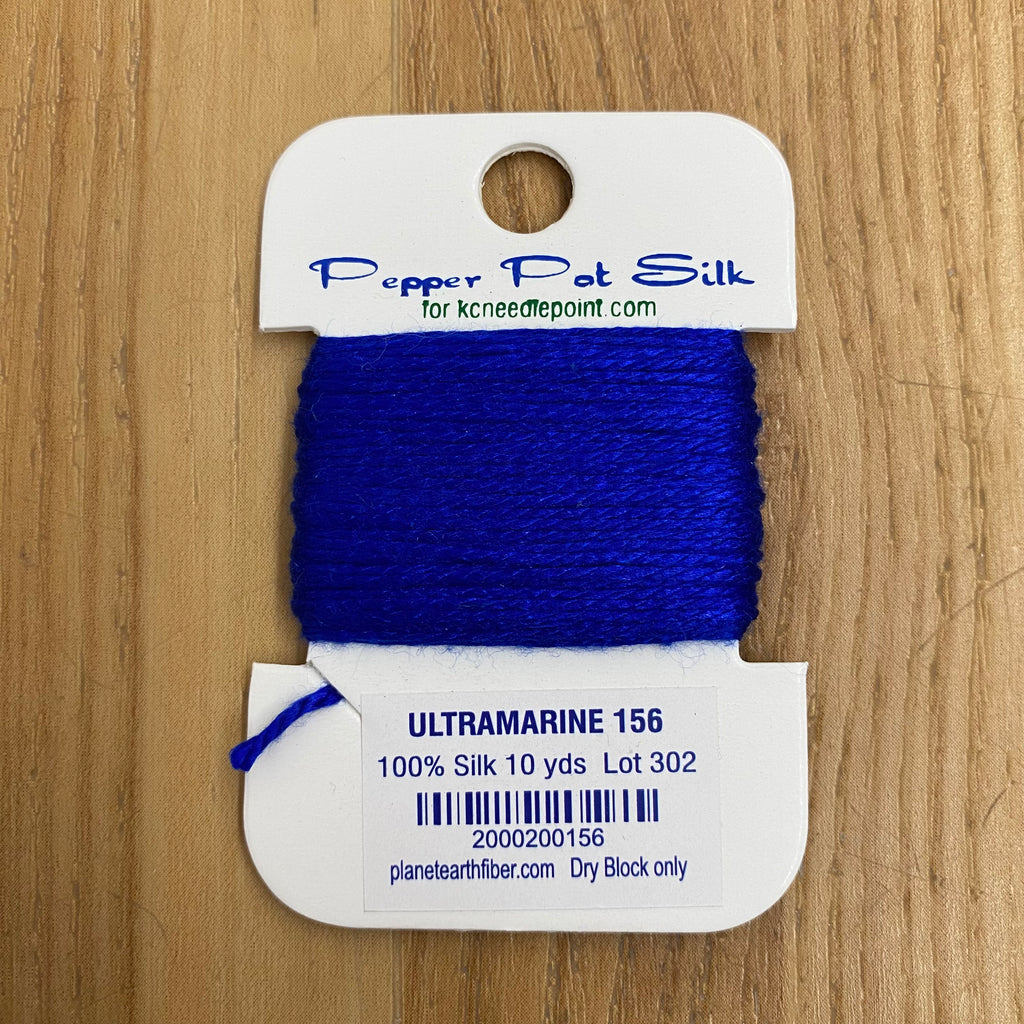 Pepper Pot Silk
for kcneedlepoint.com
ULTRAMARINE 156
100% Silk 10 yds Lot 302
2000200156
planetearthfiber.com Dry Block only